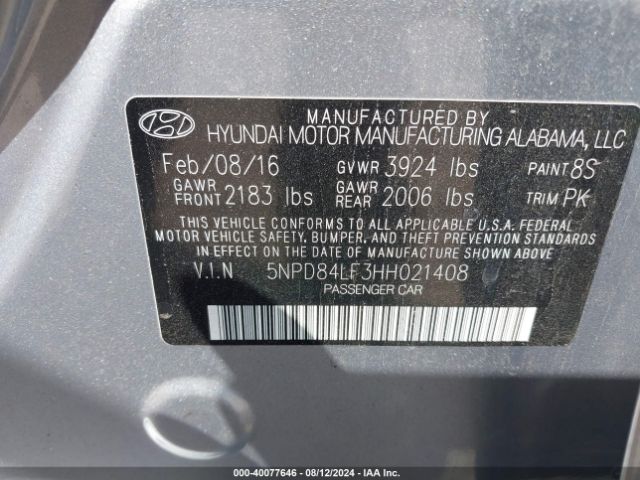 MANUFACTURED BY
HYUNDAI MOTOR MANUFACTURING ALABAMA, LLC
Feb/08/16 GVWR 3924 lbs PAINT 8S
GAWR FRONT 2183 lbs GAWR REAR 2006 lbs TRIM PK
THIS VEHICLE CONFORMS TO ALL APPLICABLE U.S.A. FEDERAL
MOTOR VEHICLE SAFETY, BUMPER, AND THEFT PREVENTION
STANDARDS IN EFFECT ON THE DATE OF MANUFACTURE SHOWN ABOVE.
V.I.N. 5NPD84LF3HH021408
PASSENGER CAR
000-40077646 - 08/12/2024 - IAA Inc.